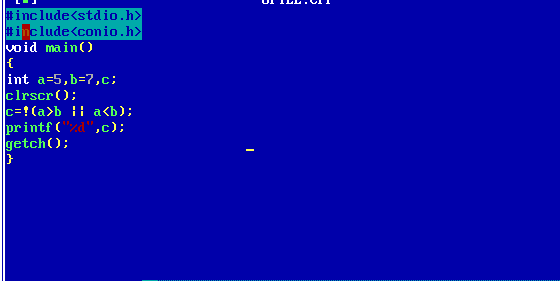 #include<stdio.h>
#include<conio.h>
void main()
{
int a=5,b=7,c;
clrscr();
c=!(a>b || a<b);
printf("%d",c);
getch();
}